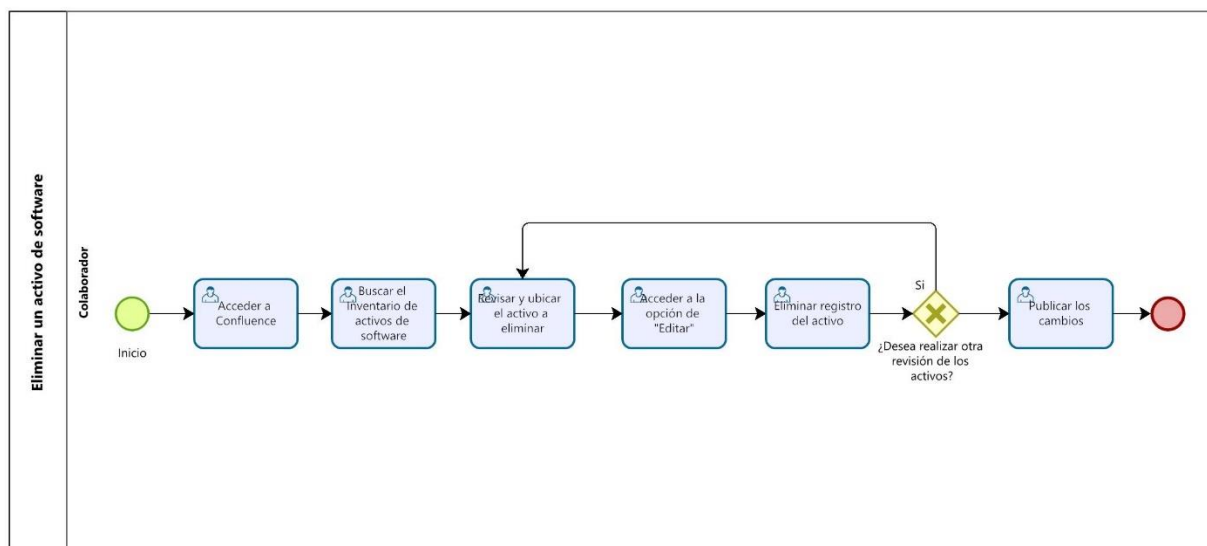 Eliminar un activo de software
Colaborador
Inicio
Acceder a
Confluence
Buscar el
inventario de
activos de
software
Revisar y ubicar
el activo a
eliminar
Acceder a la
opción de
"Editar"
Eliminar registro
del activo
Si
¿Desea realizar otra
revisión de los
activos?
Publicar los
cambios